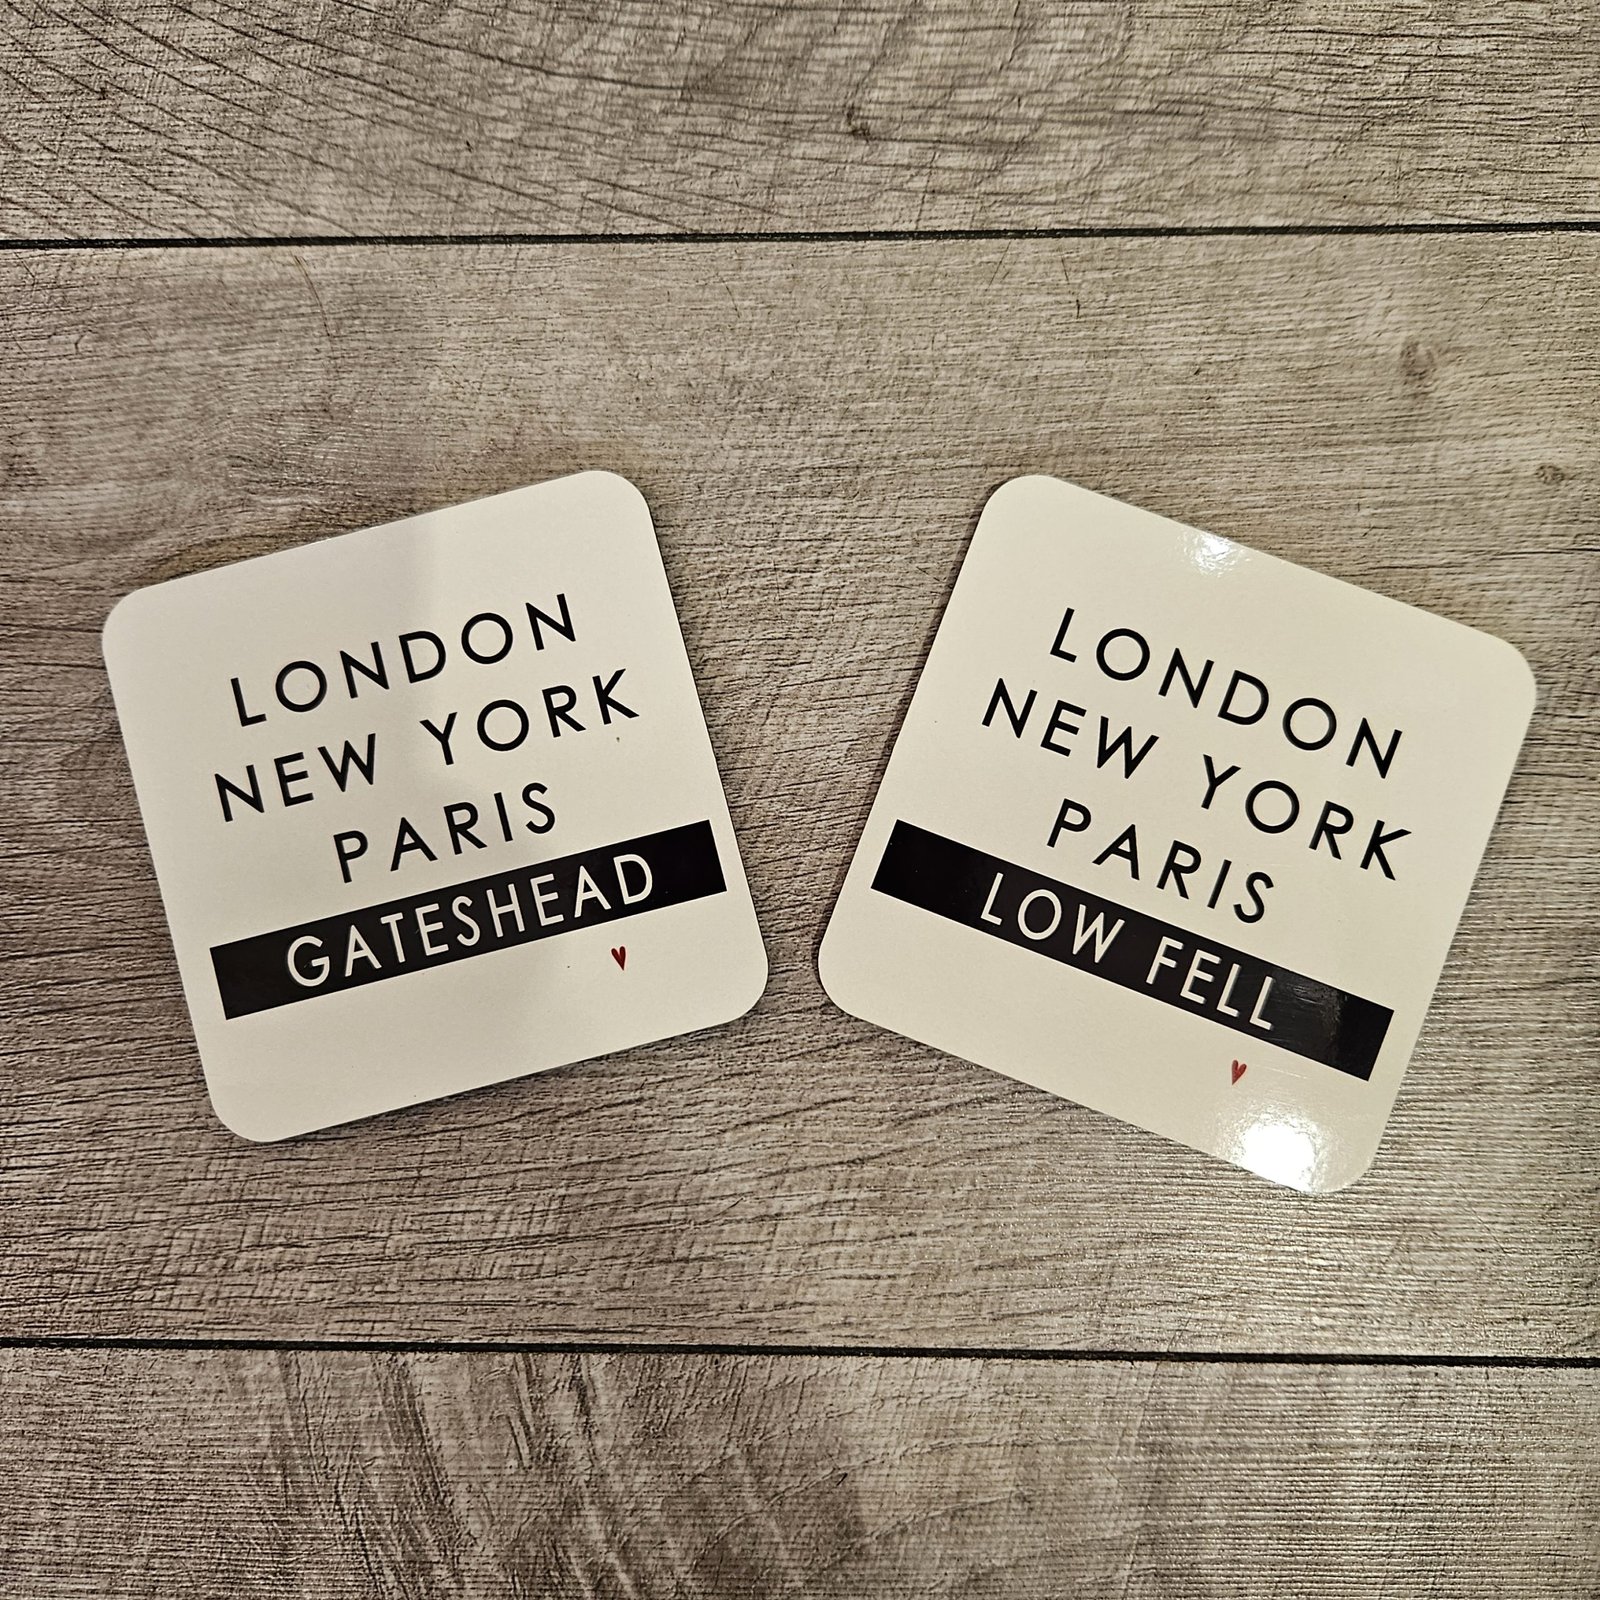 LONDON
NEW YORK
PARIS
GATESHEAD
LONDON
NEW YORK
PARIS
LOW FELL